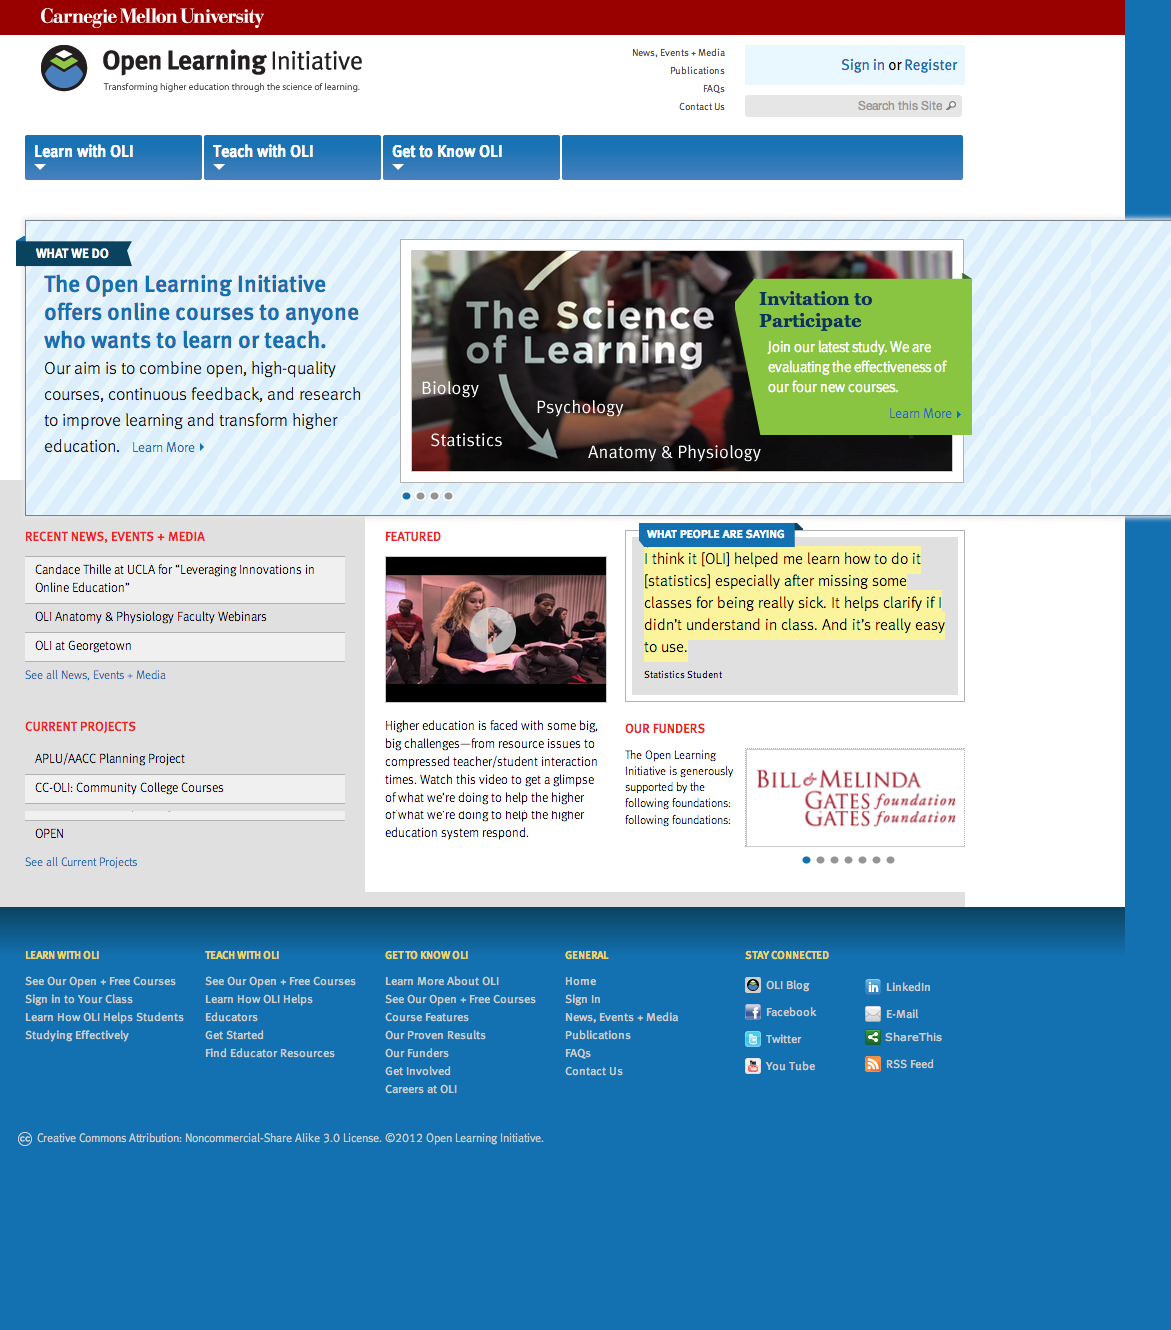 Carnegie Mellon University
Open Learning Initiative
Transforming higher education through the science of learning.
News, Events + Media
Publications
FAQs
Contact Us
Sign in or Register
Search this Site
Learn with OLI
Teach with OLI
Get to Know OLI
WHAT WE DO
The Open Learning Initiative
offers online courses to anyone
who wants to learn or teach.
Our aim is to combine open, high-quality
courses, continuous feedback, and research
to improve learning and transform higher
education. Learn More
The Science
of Learning
Biology
Psychology
Statistics
Anatomy & Physiology
Invitation to
Participate
Join our latest study. We are
evaluating the effectiveness of
our four new courses.
Learn More
RECENT NEWS, EVENTS + MEDIA
Candace Thille at UCLA for “Leveraging Innovations in
Online Education”
OLI Anatomy & Physiology Faculty Webinars
OLI at Georgetown
See all News, Events + Media
CURRENT PROJECTS
APLU/AACC Planning Project
CC-OLI: Community College Courses
OPEN
See all Current Projects
FEATURED
Higher education is faced with some big,
big challenges—from resource issues to
compressed teacher/student interaction
times. Watch this video to get a glimpse
of what we’re doing to help the higher
of what we’re doing to help the higher
education system respond.
WHAT PEOPLE ARE SAYING
I think it [OLI] helped me learn how to do it
[statistics] especially after missing some
classes for being really sick. It helps clarify if I
didn’t understand in class. And it’s really easy
to use.
Statistics Student
OUR FUNDERS
The Open Learning
Initiative is generously
supported by the
following foundations:
following foundations:
BILL & MELINDA
GATES foundation
GATES foundation
LEARN WITH OLI
See Our Open + Free Courses
Sign in to Your Class
Learn How OLI Helps Students
Studying Effectively
TEACH WITH OLI
See Our Open + Free Courses
Learn How OLI Helps
Educators
Get Started
Find Educator Resources
GET TO KNOW OLI
Learn More About OLI
See Our Open + Free Courses
Course Features
Our Proven Results
Our Funders
Get Involved
Careers at OLI
GENERAL
Home
Sign In
News, Events + Media
Publications
FAQs
Contact Us
STAY CONNECTED
OLI Blog
Facebook
Twitter
You Tube
LinkedIn
E-Mail
ShareThis
RSS Feed
Creative Commons Attribution: Noncommercial-Share Alike 3.0 License. ©2012 Open Learning Initiative.